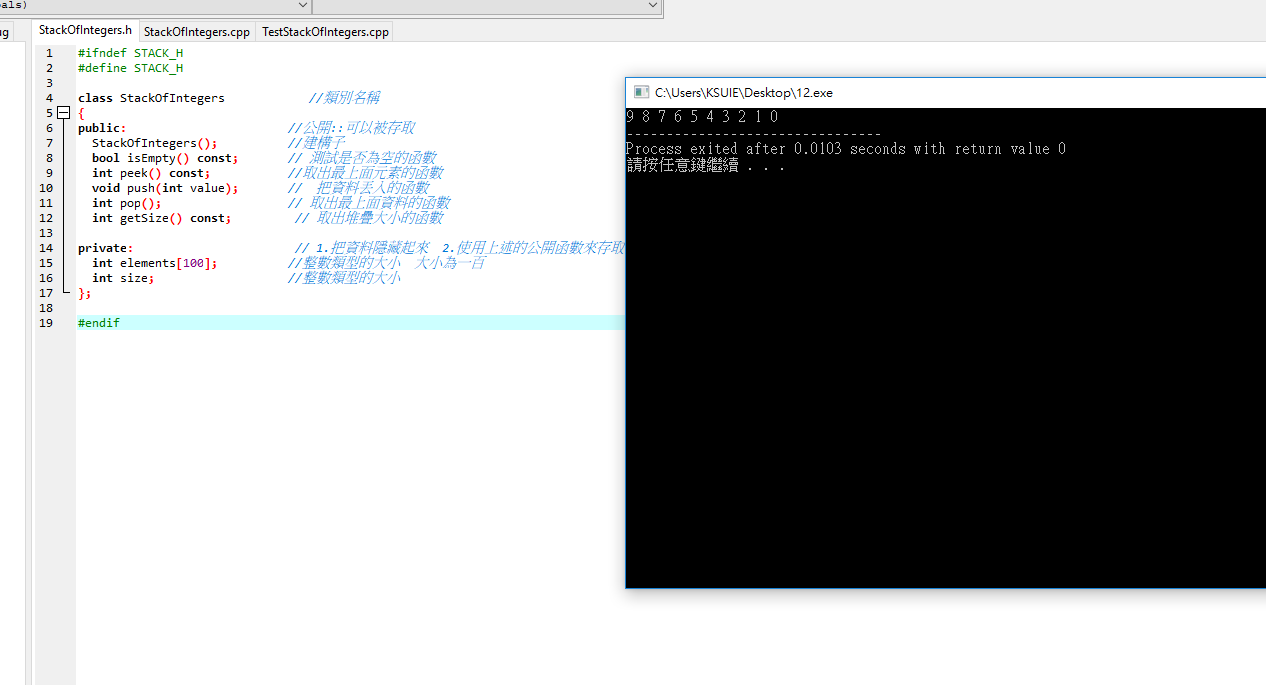 StackOfIntegers.h StackOfIntegers.cpp TestStackOfIntegers.cpp
1 #ifndef STACK_H
2 #define STACK_H
3
4 class StackOfIntegers //類別名稱
5 {
6 public: //公開::可以被存取
7 StackOfIntegers(); //建構子
8 bool isEmpty() const; // 測試是否為空的函數
9 int peek() const; //取出最上面元素的函數
10 void push(int value); // 把資料丟入的函數
11 int pop(); // 取出最上面資料的函數
12 int getSize() const; // 取出堆疊大小的函數
13
14 private: // 1.把資料隱藏起來 2.使用上述的公開函數來存取
15 int elements[100]; //整數類型的大小 大小為一百
16 int size; //整數類型的大小
17 };
18
19 #endif
C:\Users\KSUIE\Desktop\12.exe
9 8 7 6 5 4 3 2 1 0
--------------------------------
Process exited after 0.0103 seconds with return value 0
請按任意鍵繼續 . . .